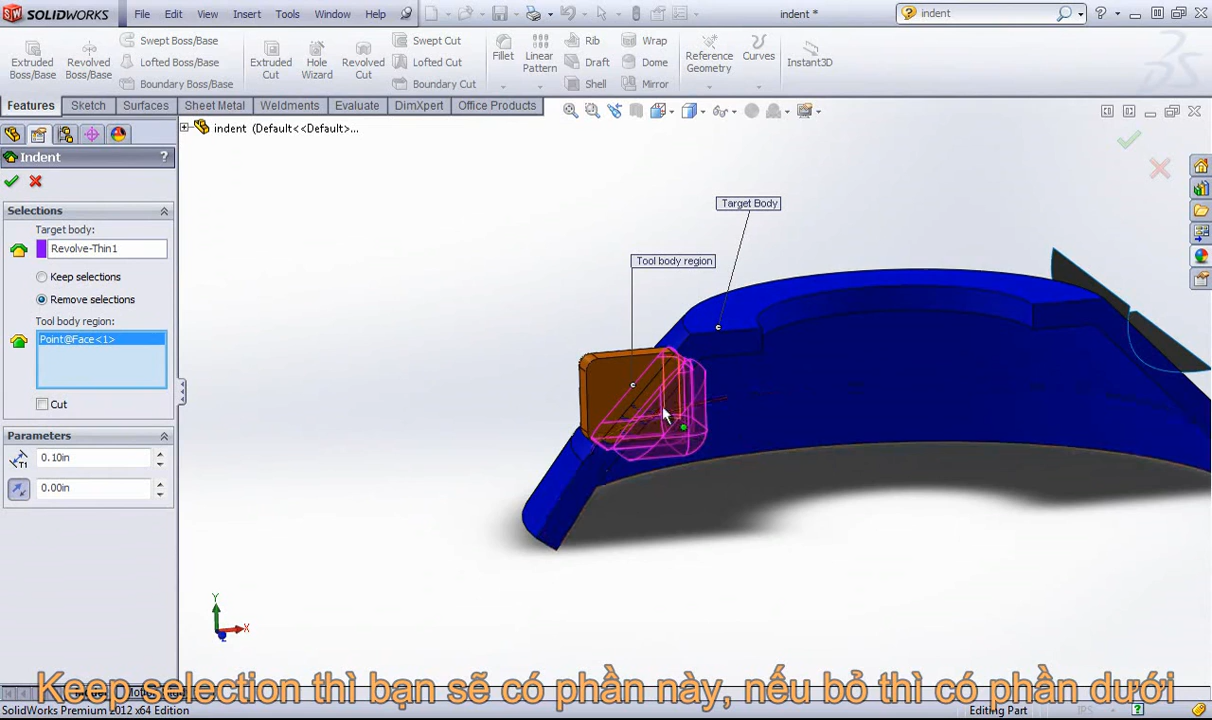 SOLIDWORKS
File Edit View Insert Tools Window Help
indent *
indent
Extruded Boss/Base
Revolved Boss/Base
Swept Boss/Base
Lofted Boss/Base
Boundary Boss/Base
Extruded Cut
Hole Wizard
Revolved Cut
Swept Cut
Lofted Cut
Boundary Cut
Fillet
Linear Pattern
Rib
Draft
Shell
Wrap
Dome
Mirror
Reference Geometry
Curves
Instant3D
Features Sketch Surfaces Sheet Metal Weldments Evaluate DimXpert Office Products
indent (Default<<Default>...
Indent ?
Selections
Target body:
Revolve-Thin1
Keep selections
Remove selections
Tool body region:
Point@Face<1>
Cut
Parameters
0.10in
0.00in
Target Body
Tool body region
Y
X
Z
Keep selection thì bạn sẽ có phần này, nếu bỏ thì có phần dưới
SolidWorks Premium 2012 x64 Edition
Editing Part